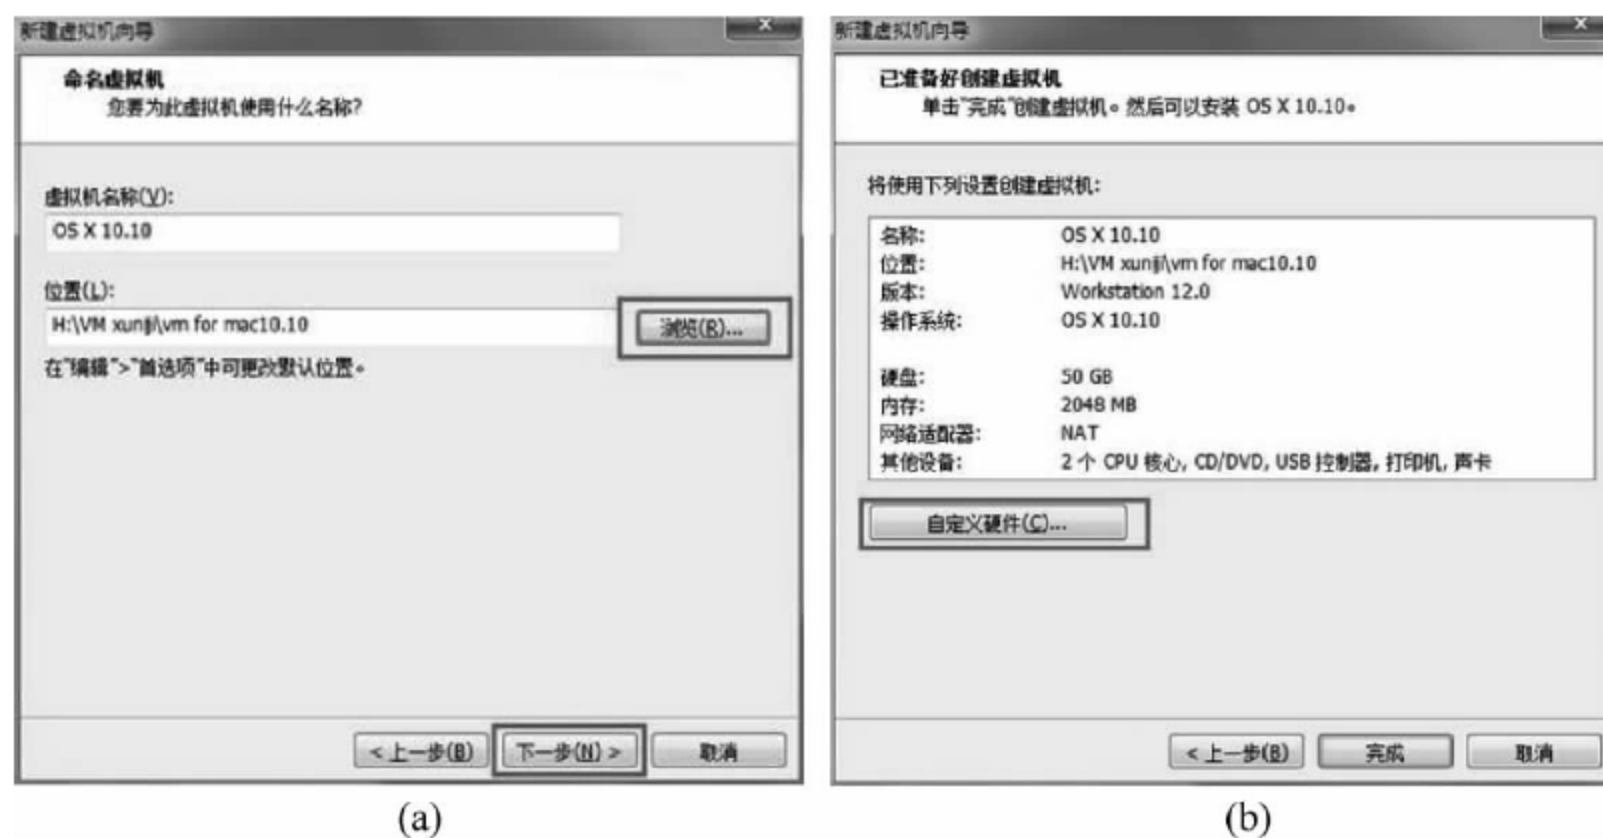 新建虚拟机向导
命名虚拟机
您要为此虚拟机使用什么名称?
虚拟机名称(V):
OS X 10.10
位置(L):
H:\VM xuniji\vm for mac10.10
浏览(R)...
在"编辑">"首选项"中可更改默认位置。
<上一步(B)
下一步(N) >
取消
(a)
新建虚拟机向导
已准备好创建虚拟机
单击"完成"创建虚拟机。然后可以安装 OS X 10.10。
将使用下列设置创建虚拟机:
名称: OS X 10.10
位置: H:\VM xuniji\vm for mac10.10
版本: Workstation 12.0
操作系统: OS X 10.10
硬盘: 50 GB
内存: 2048 MB
网络适配器: NAT
其他设备: 2 个 CPU 核心, CD/DVD, USB 控制器, 打印机, 声卡
自定义硬件(C)...
<上一步(B)
完成
取消
(b)